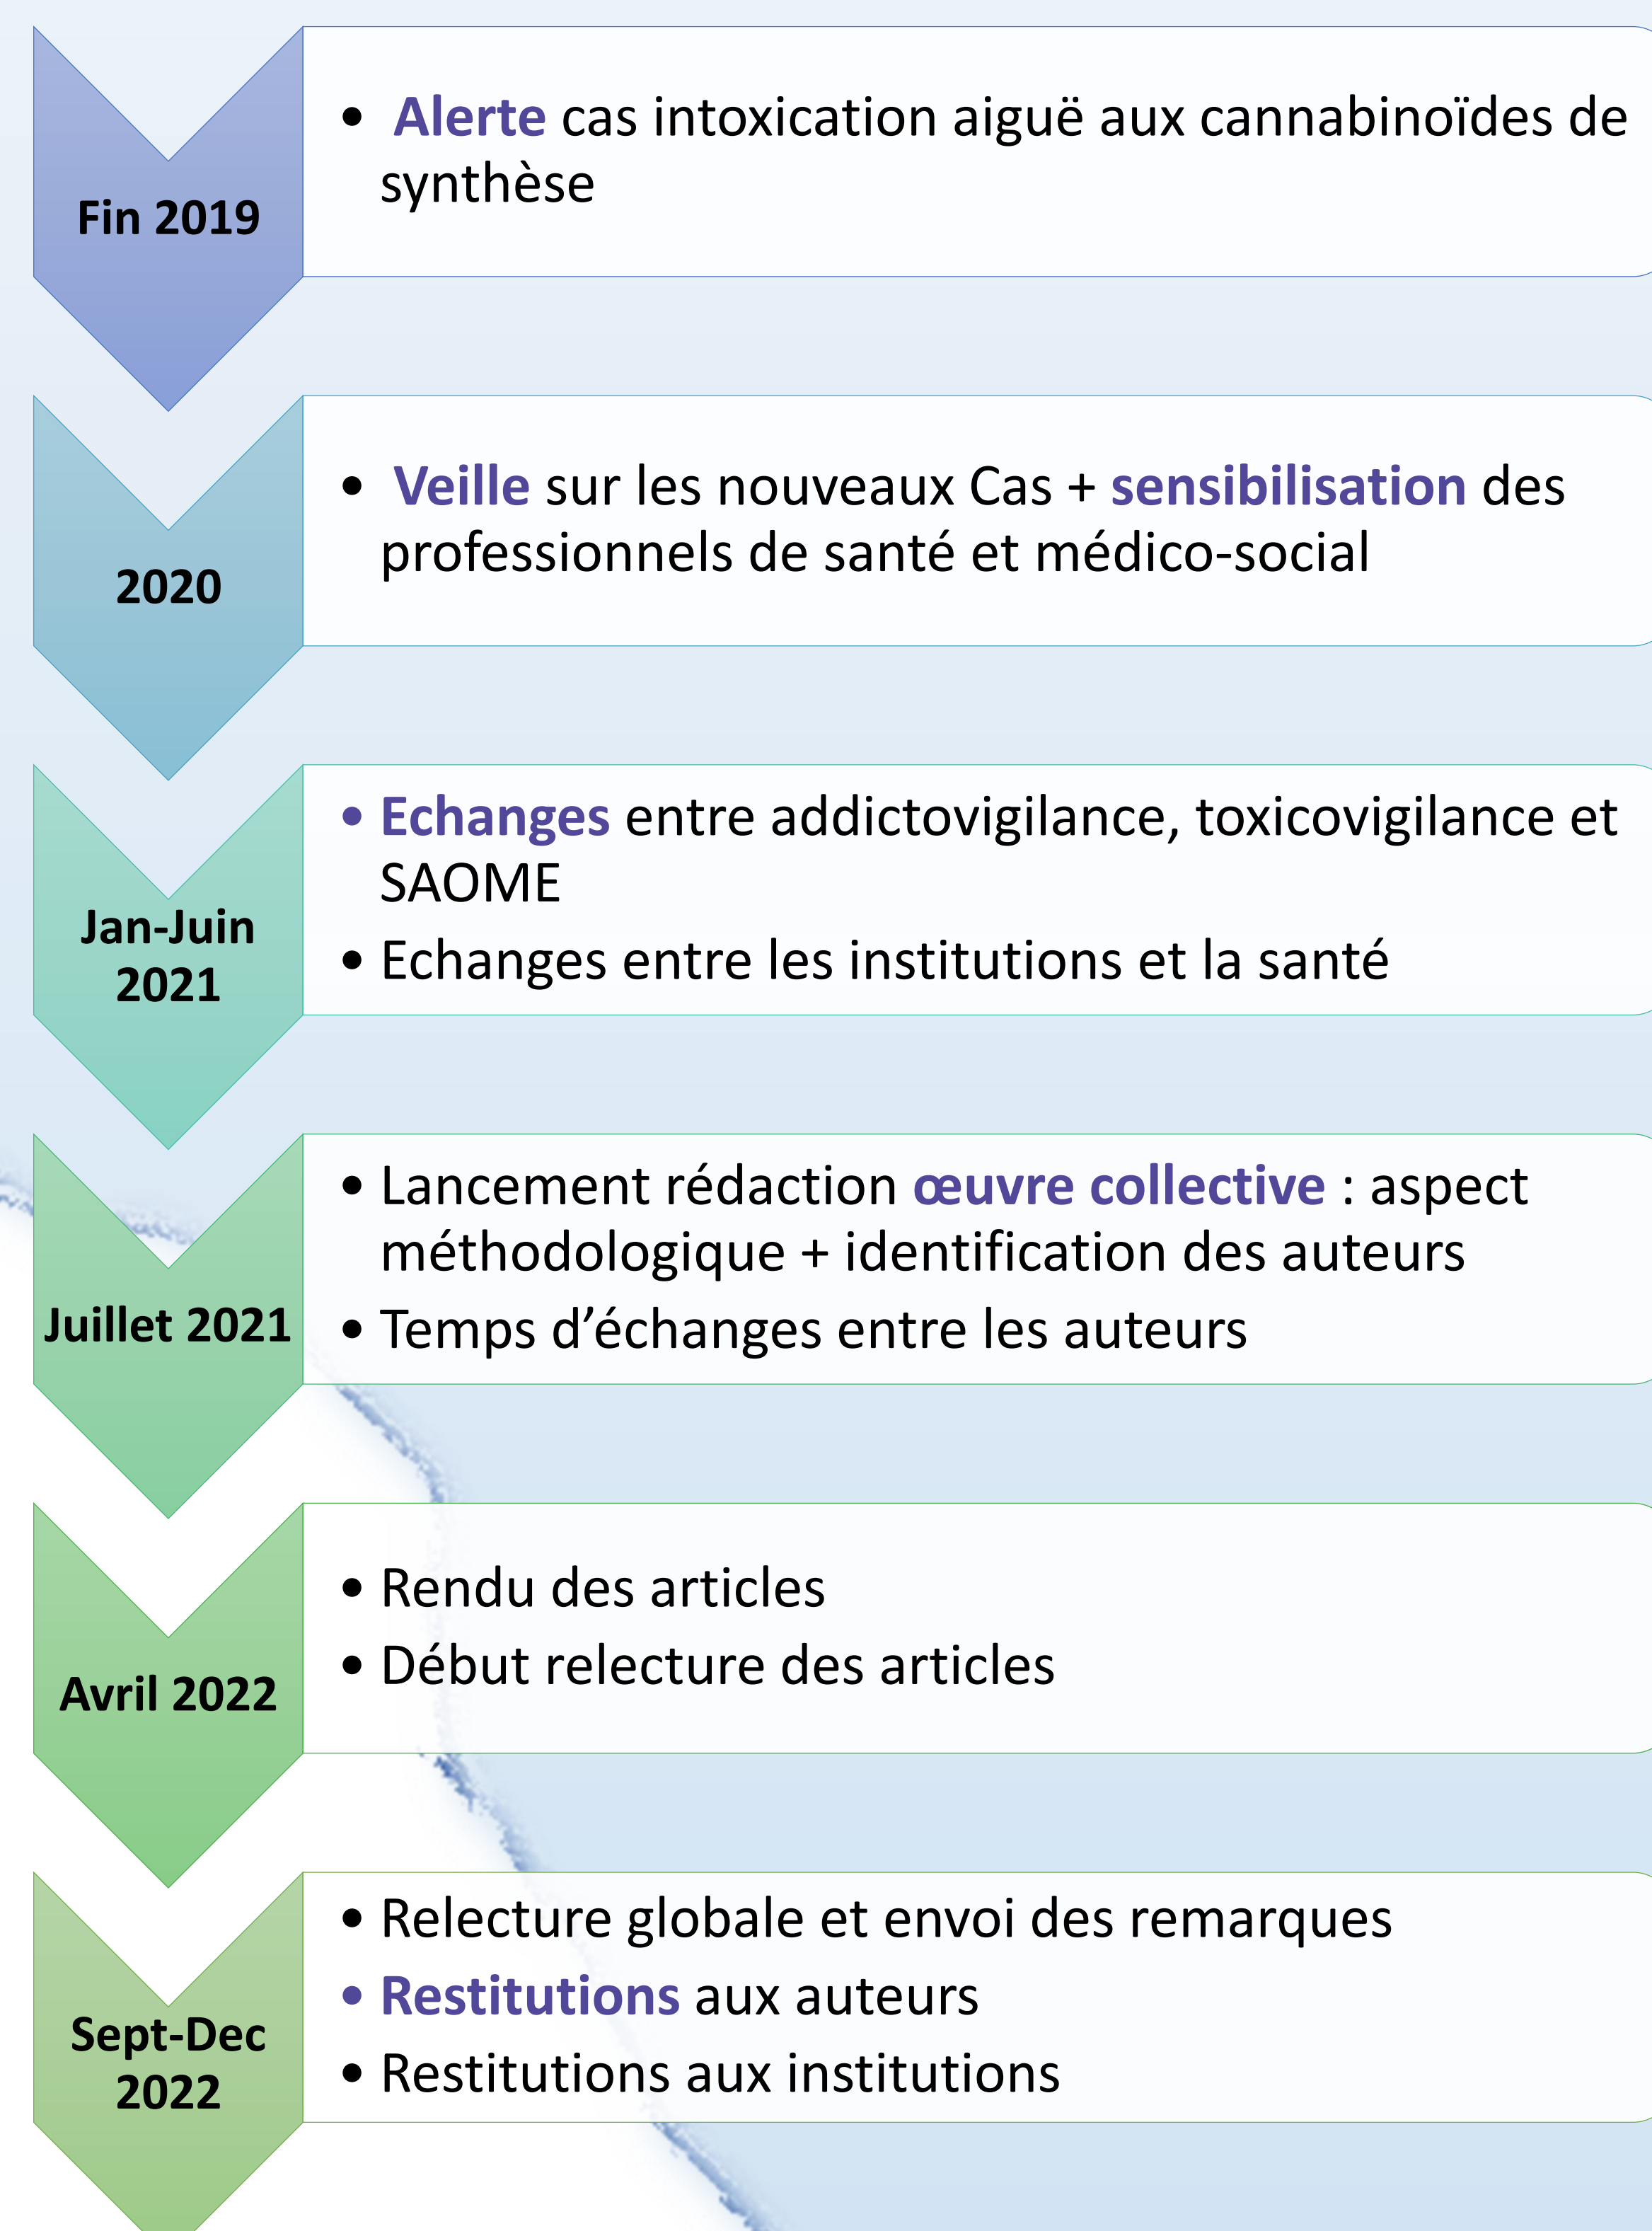 Fin 2019
• Alerte cas intoxication aiguë aux cannabinoïdes de
synthèse
2020
• Veille sur les nouveaux Cas + sensibilisation des
professionnels de santé et médico-social
Jan-Juin
2021
• Echanges entre addictovigilance, toxicovigilance et
SAOME
• Echanges entre les institutions et la santé
Juillet 2021
• Lancement rédaction œuvre collective : aspect
méthodologique + identification des auteurs
• Temps d’échanges entre les auteurs
Avril 2022
• Rendu des articles
• Début relecture des articles
Sept-Dec
2022
• Relecture globale et envoi des remarques
• Restitutions aux auteurs
• Restitutions aux institutions